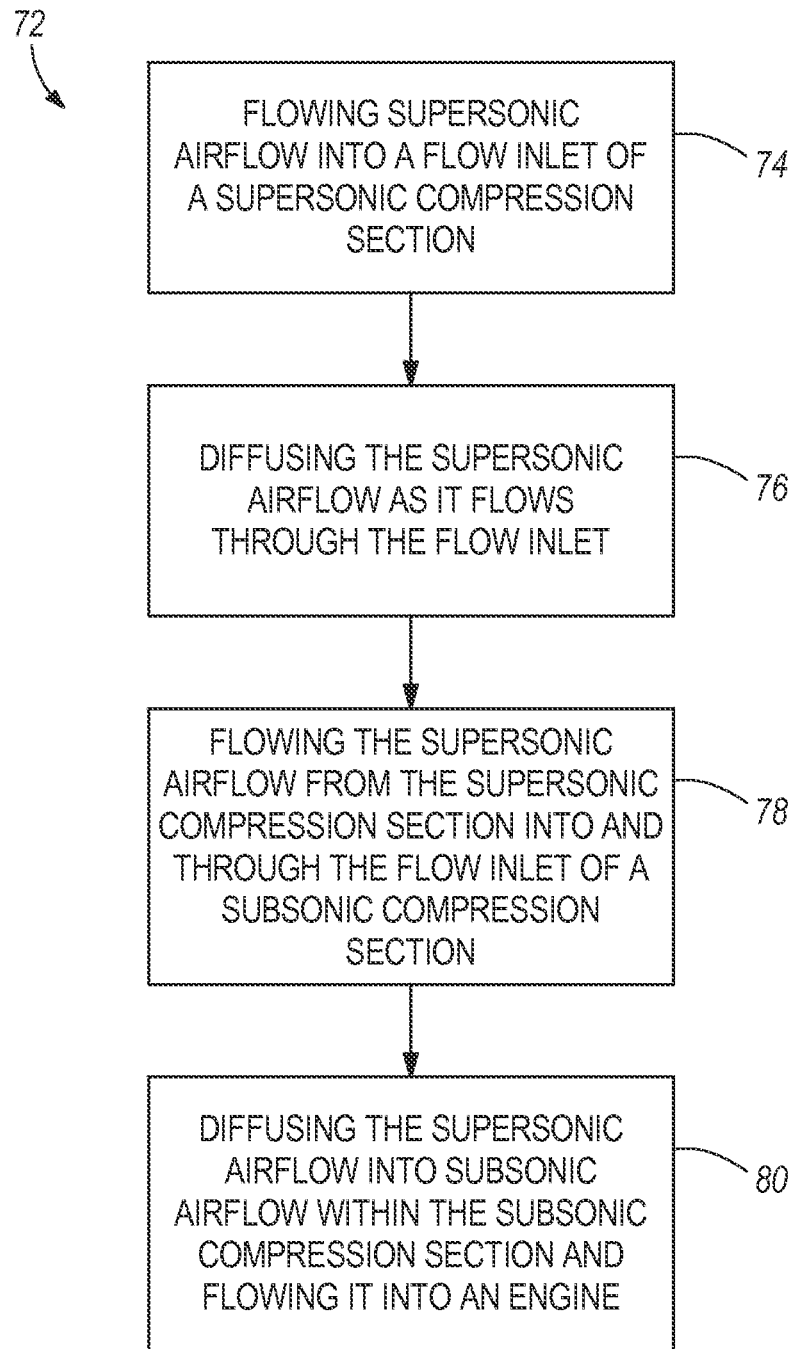 72
FLOWING SUPERSONIC
AIRFLOW INTO A FLOW INLET OF
A SUPERSONIC COMPRESSION
SECTION
74
DIFFUSING THE SUPERSONIC
AIRFLOW AS IT FLOWS
THROUGH THE FLOW INLET
76
FLOWING THE SUPERSONIC
AIRFLOW FROM THE SUPERSONIC
COMPRESSION SECTION INTO AND
THROUGH THE FLOW INLET OF A
SUBSONIC COMPRESSION
SECTION
78
DIFFUSING THE SUPERSONIC
AIRFLOW INTO SUBSONIC
AIRFLOW WITHIN THE SUBSONIC
COMPRESSION SECTION AND
FLOWING IT INTO AN ENGINE
80